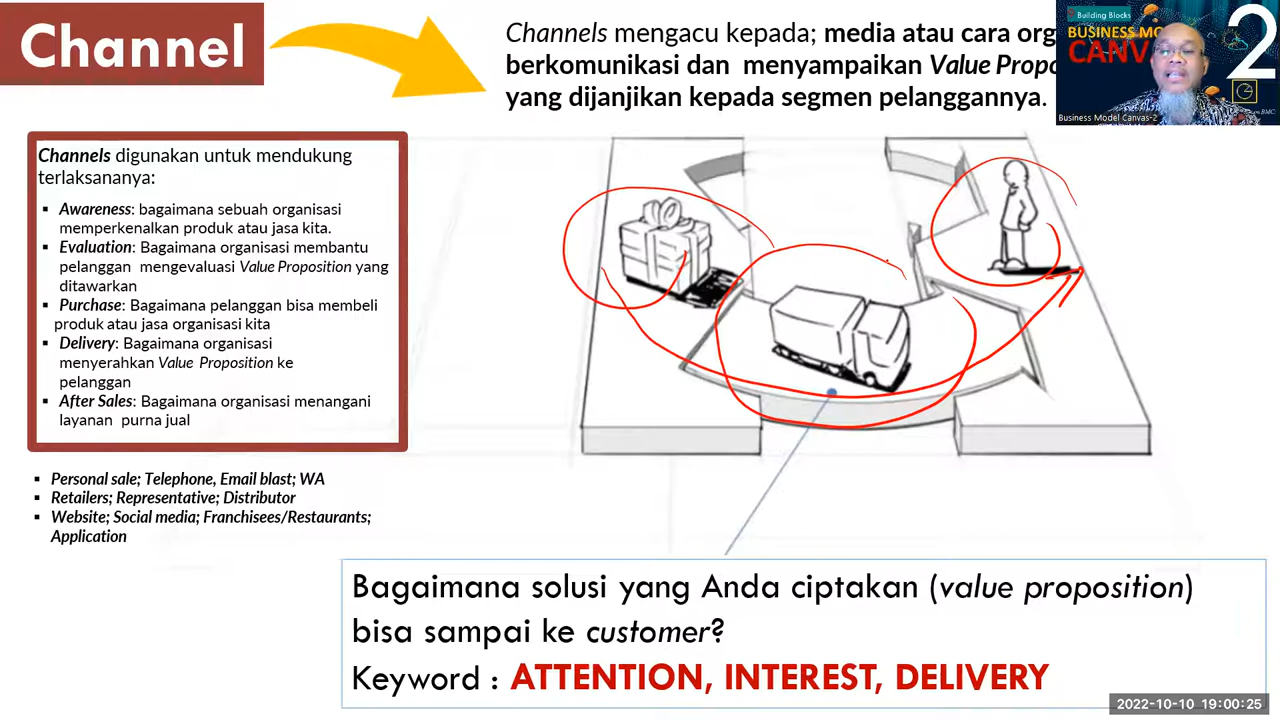 Channel
Channels mengacu kepada; media atau cara org
berkomunikasi dan menyampaikan Value Propo
yang dijanjikan kepada segmen pelanggannya.
Building Blocks
BUSINESS MO
CANV
2
Business Model Canvas-2
BMC
Channels digunakan untuk mendukung
terlaksananya:
▪ Awareness: bagaimana sebuah organisasi
memperkenalkan produk atau jasa kita.
▪ Evaluation: Bagaimana organisasi membantu
pelanggan mengevaluasi Value Proposition yang
ditawarkan
▪ Purchase: Bagaimana pelanggan bisa membeli
produk atau jasa organisasi kita
▪ Delivery: Bagaimana organisasi
menyerahkan Value Proposition ke
pelanggan
▪ After Sales: Bagaimana organisasi menangani
layanan purna jual
▪ Personal sale; Telephone, Email blast; WA
▪ Retailers; Representative; Distributor
▪ Website; Social media; Franchisees/Restaurants;
Application
Bagaimana solusi yang Anda ciptakan (value proposition)
bisa sampai ke customer?
Keyword : ATTENTION, INTEREST, DELIVERY
2022-10-10 19:00:25